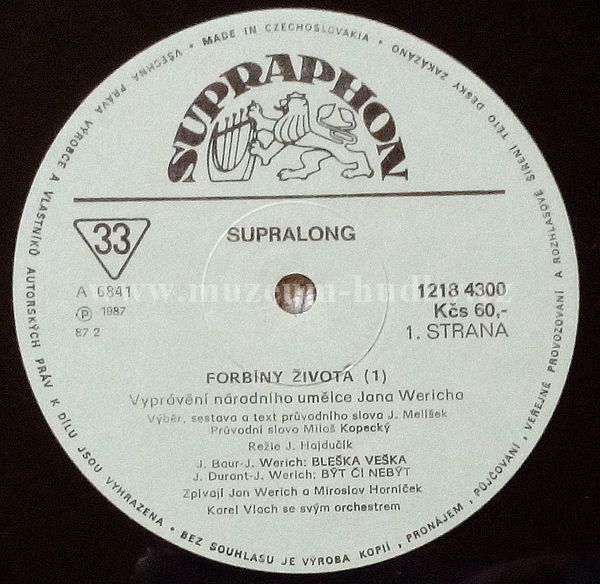 MADE IN CZECHOSLOVAKIA • VŠECHNA PRÁVA VÝROBCE A VLASTNÍKŮ AUTORSKÝCH PRÁV K DÍLU JSOU VYHRAZENA • BEZ SOUHLASU JE VÝROBA KOPIÍ, PRONÁJEM, PŮJČOVÁNÍ, VEŘEJNÉ PROVOZOVÁNÍ A ROZHLASOVÉ ŠÍŘENÍ TÉTO DESKY ZAKÁZÁNO •
SUPRAPHON
33
SUPRALONG
A 6841
1218 4300
℗ 1987
Kčs 60,-
87 2
1. STRANA
www.muzeum-hudby.cz
FORBÍNY ŽIVOTA (1)
Vyprávění národního umělce Jana Wericha
Výběr, sestava a text průvodního slova J. Melíšek
Průvodní slovo Miloš Kopecký
Režie J. Hajdučík
J. Baur-J. Werich: BLEŠKA VEŠKA
J. Durant-J. Werich: BÝT ČI NEBÝT
Zpívají Jan Werich a Miroslav Horníček
Karel Vlach se svým orchestrem